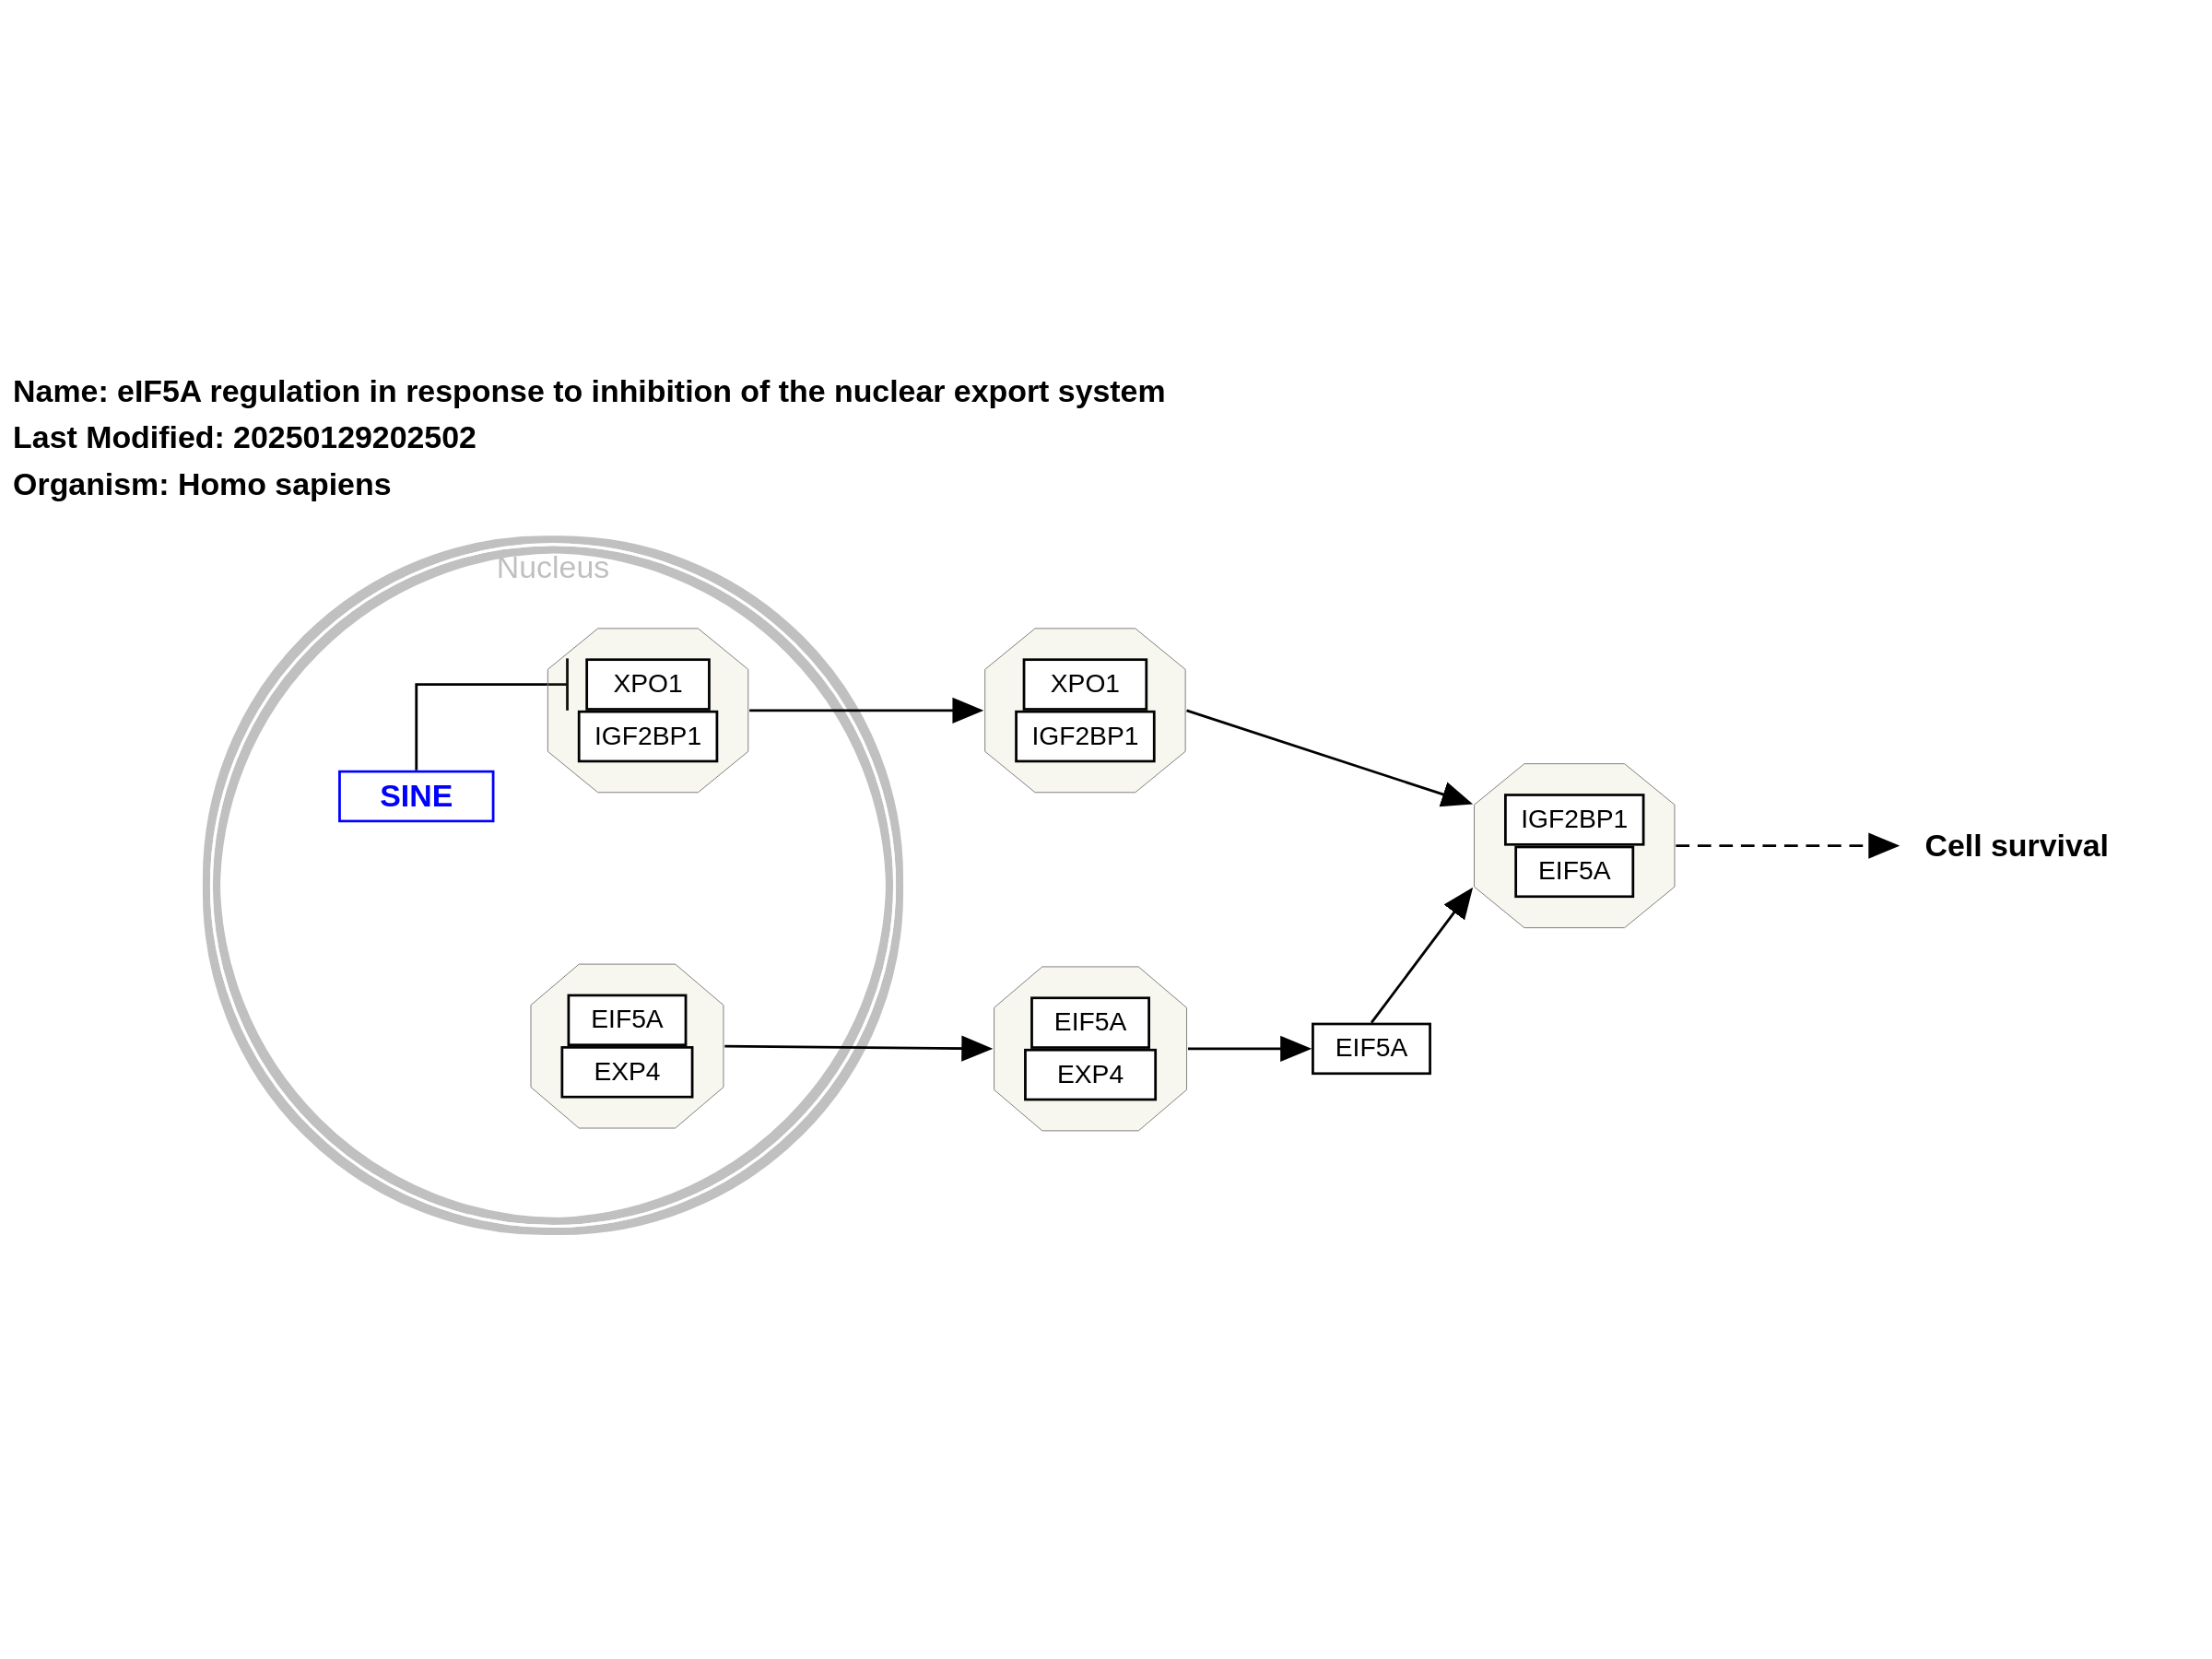 Name: eIF5A regulation in response to inhibition of the nuclear export system
Last Modified: 20250129202502
Organism: Homo sapiens
Nucleus
XPO1
IGF2BP1
SINE
XPO1
IGF2BP1
IGF2BP1
EIF5A
Cell survival
EIF5A
EXP4
EIF5A
EXP4
EIF5A